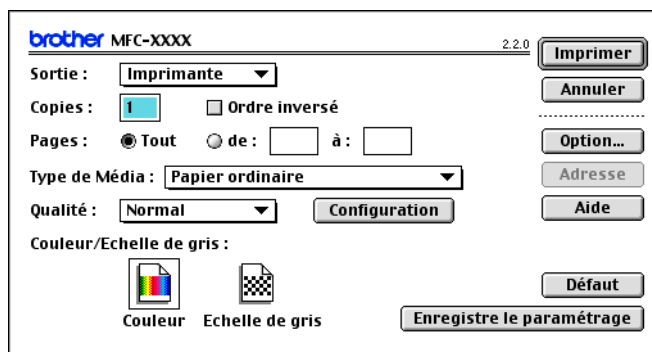 brother MFC-XXXX 2.2.0
Imprimer
Sortie : Imprimante
Annuler
Copies : 1 Ordre inversé
Pages : Tout de : à :
Option...
Type de Média : Papier ordinaire
Adresse
Qualité : Normal Configuration
Aide
Couleur/Echelle de gris :
Couleur Echelle de gris
Défaut
Enregistre le paramétrage